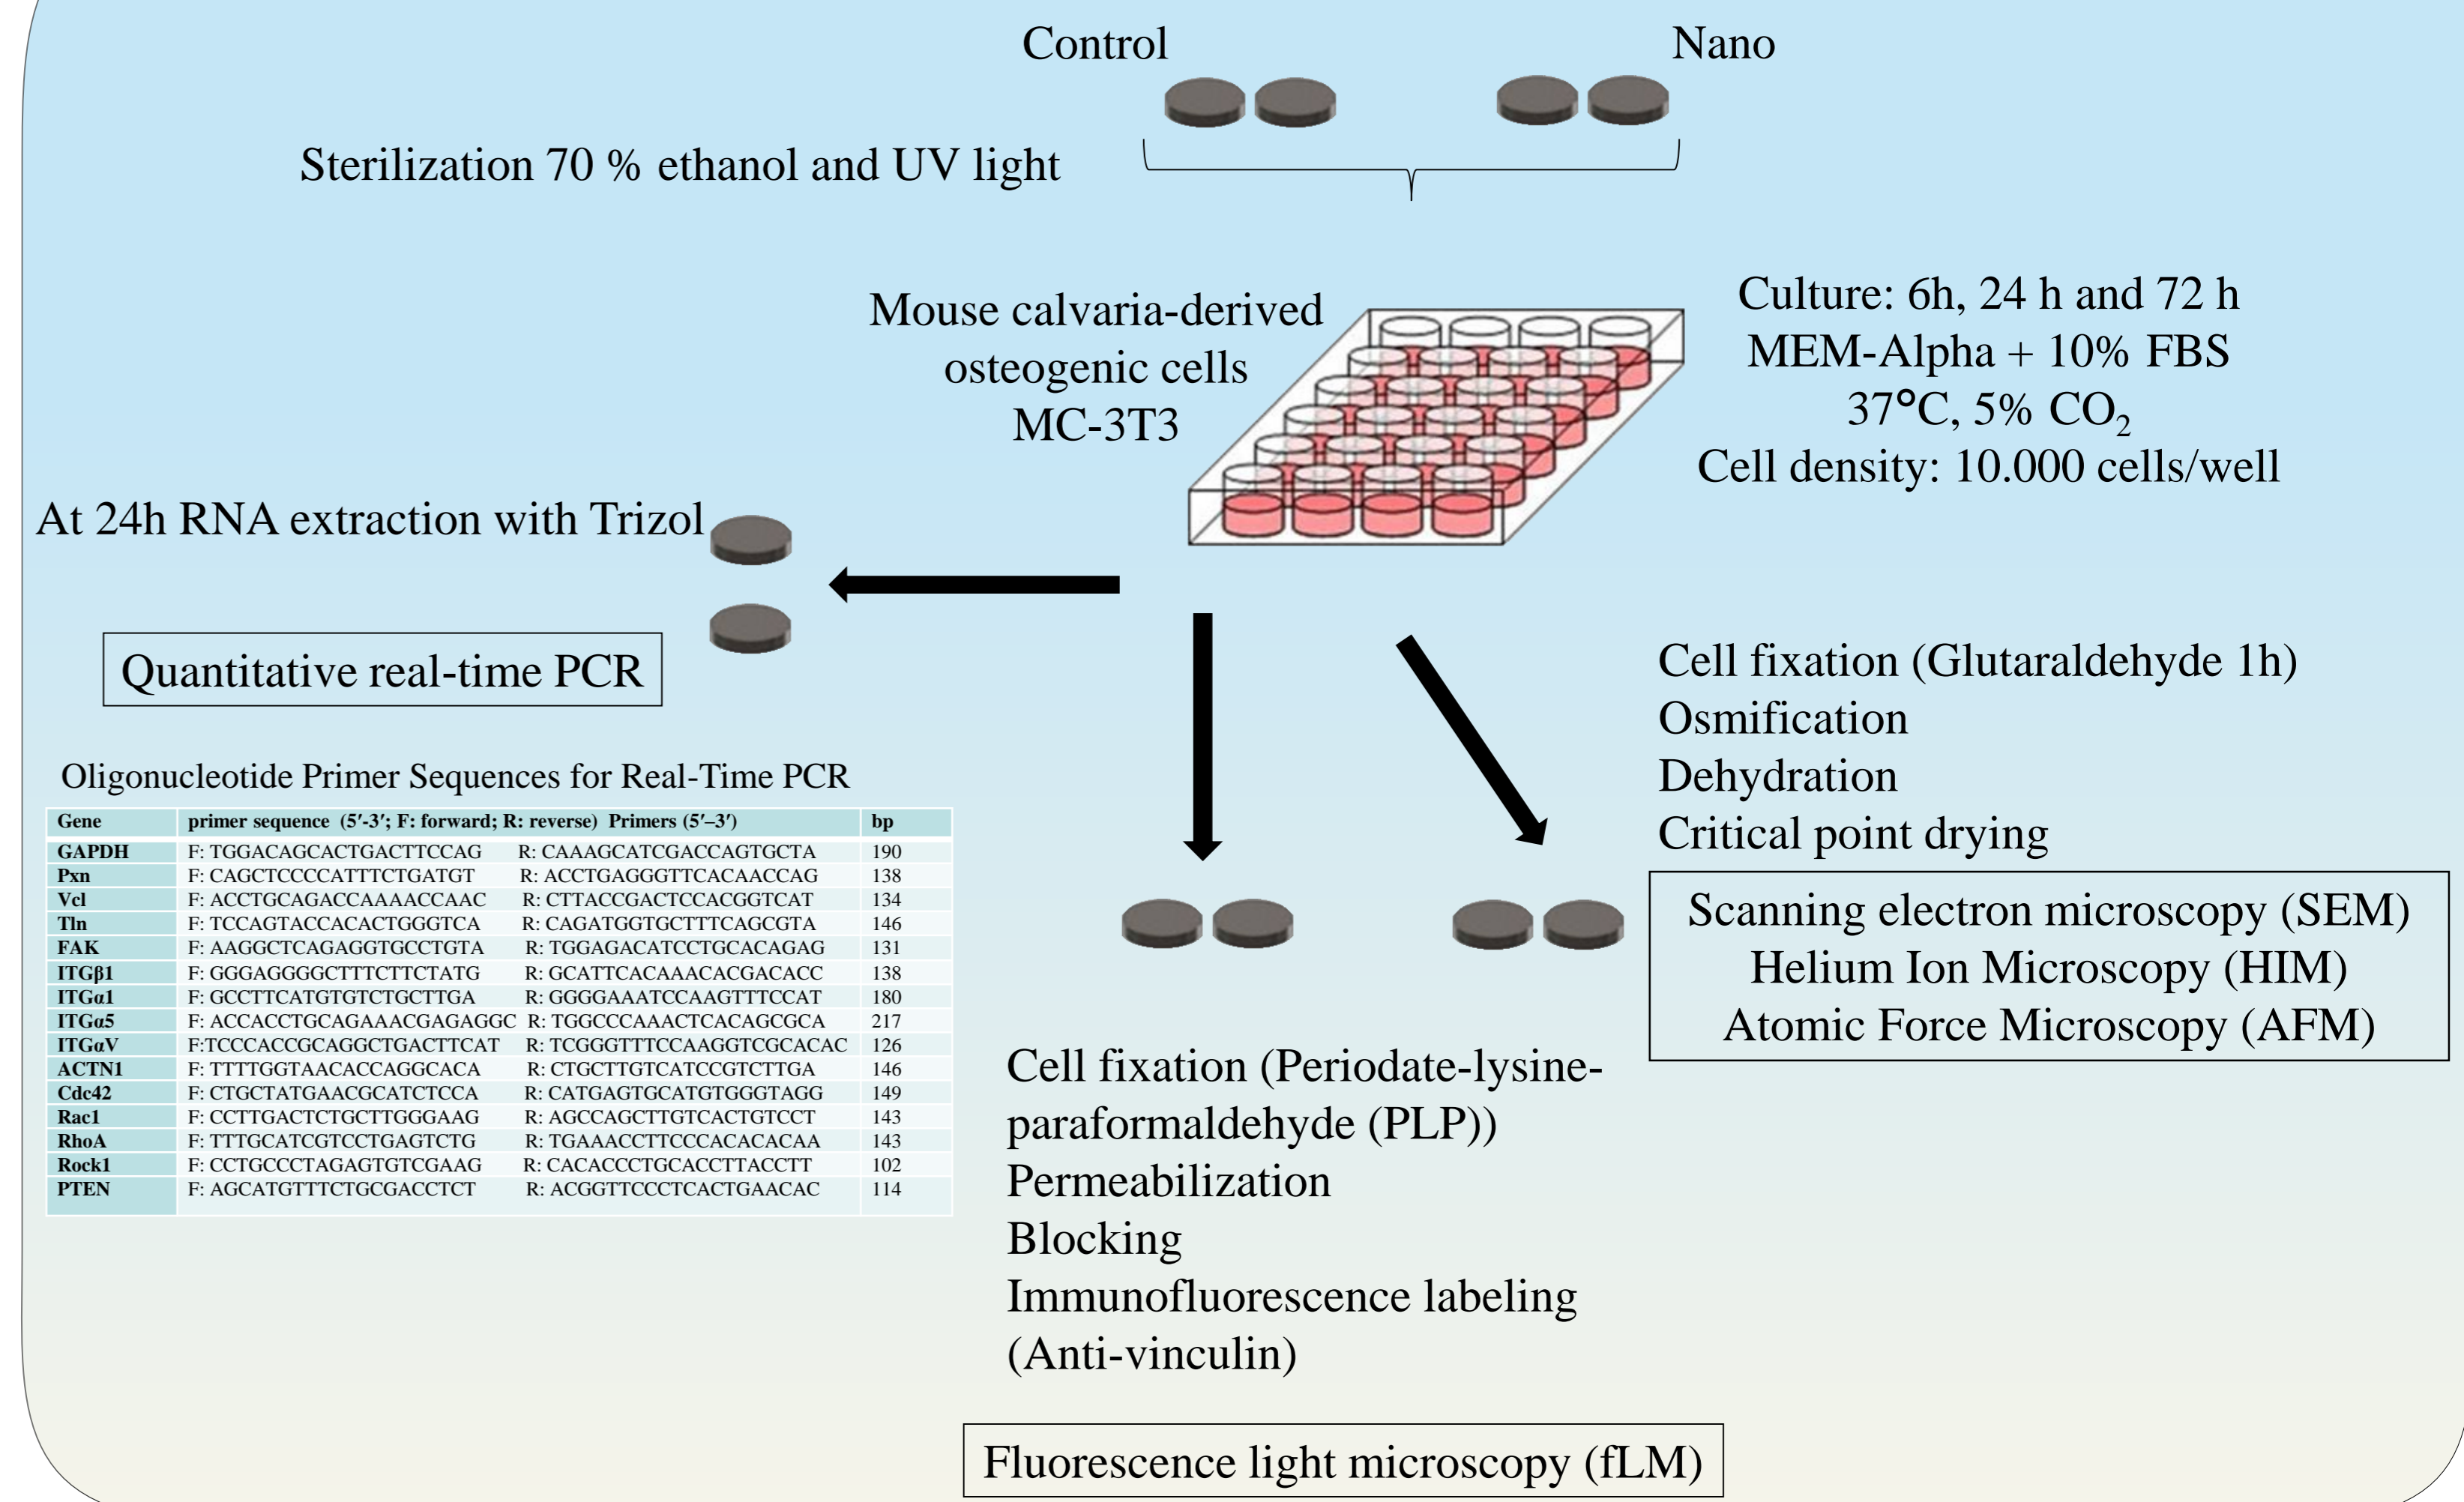 Control
Nano
Sterilization 70 % ethanol and UV light
Mouse calvaria-derived
osteogenic cells
MC-3T3
Culture: 6h, 24 h and 72 h
MEM-Alpha + 10% FBS
37°C, 5% CO₂
Cell density: 10.000 cells/well
At 24h RNA extraction with Trizol
Quantitative real-time PCR
Oligonucleotide Primer Sequences for Real-Time PCR
Gene primer sequence (5′-3′; F: forward; R: reverse) Primers (5′–3′) bp
GAPDH F: TGGACAGCACTGACTTCCAG R: CAAAGCATCGACCAGTGCTA 190
Pxn F: CAGCTCCCCATTTCTGATGT R: ACCTGAGGGTTCACAACCAG 138
Vcl F: ACCTGCAGACCAAAACCAAC R: CTTACCGACTCCACGGTCAT 134
Tln F: TCCAGTACCACACTGGGTCA R: CAGATGGTGCTTTCAGCGTA 146
FAK F: AAGGCTCAGAGGTGCCTGTA R: TGGAGACATCCTGCACAGAG 131
ITGβ1 F: GGGAGGGGCTTTCTTCTATG R: GCATTCACAAACACGACACC 138
ITGα1 F: GCCTTCATGTGTCTGCTTGA R: GGGGAAATCCAAGTTTCCAT 180
ITGα5 F: ACCACCTGCAGAAACGAGAGGC R: TGGCCCAAACTCACAGCGCA 217
ITGαV F:TCCCACCGCAGGCTGACTTCAT R: TCGGGTTTCCAAGGTCGCACAC 126
ACTN1 F: TTTTGGTAACACCAGGCACA R: CTGCTTGTCATCCGTCTTGA 146
Cdc42 F: CTGCTATGAACGCATCTCCA R: CATGAGTGCATGTGGGTAGG 149
Rac1 F: CCTTGACTCTGCTTGGGAAG R: AGCCAGCTTGTCACTGTCCT 143
RhoA F: TTTGCATCGTCCTGAGTCTG R: TGAAACCTTCCCACACACAA 143
Rock1 F: CCTGCCCTAGAGTGTCGAAG R: CACACCCTGCACCTTACCTT 102
PTEN F: AGCATGTTTCTGCGACCTCT R: ACGGTTCCCTCACTGAACAC 114
Cell fixation (Glutaraldehyde 1h)
Osmification
Dehydration
Critical point drying
Scanning electron microscopy (SEM)
Helium Ion Microscopy (HIM)
Atomic Force Microscopy (AFM)
Cell fixation (Periodate-lysine-
paraformaldehyde (PLP))
Permeabilization
Blocking
Immunofluorescence labeling
(Anti-vinculin)
Fluorescence light microscopy (fLM)